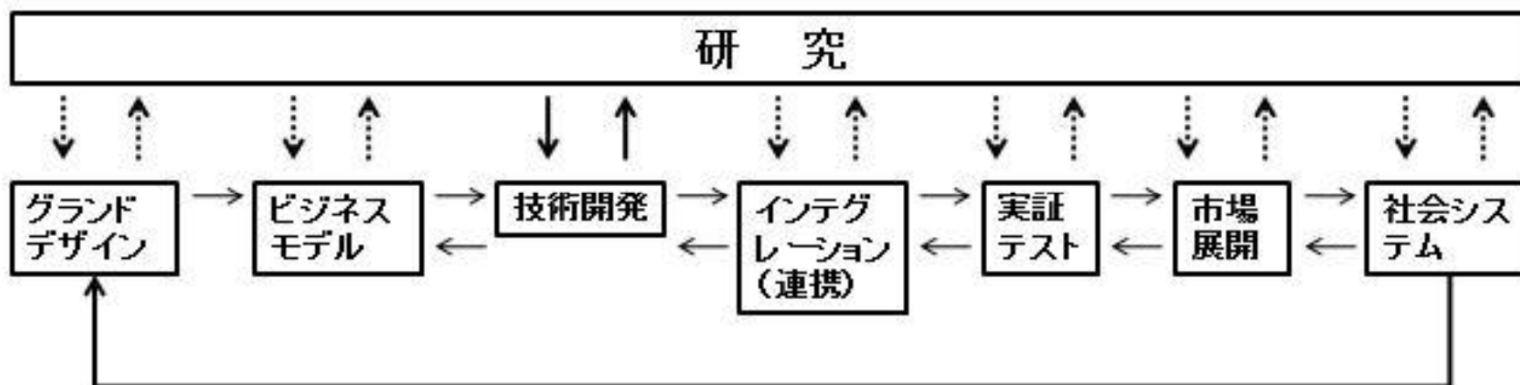 研 究
グランド
デザイン
ビジネス
モデル
技術開発
インテグ
レーション
(連携)
実証
テスト
市場
展開
社会シス
テム